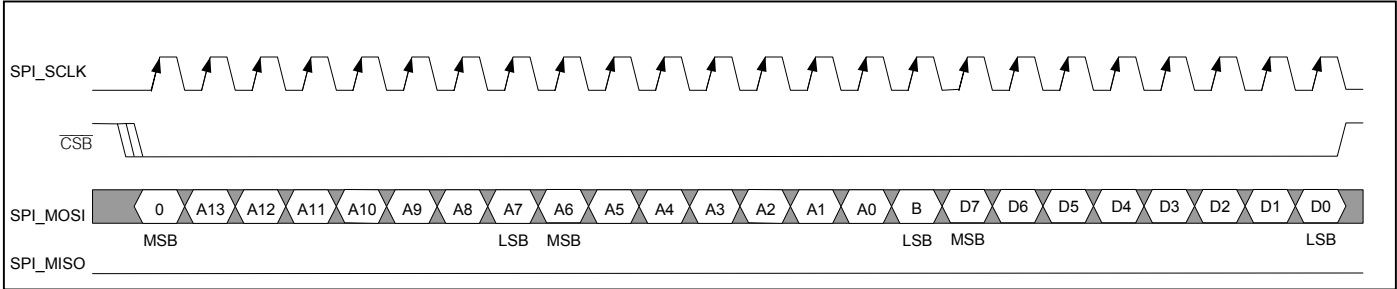 SPI_SCLK
CSB
SPI_MOSI 0 A13 A12 A11 A10 A9 A8 A7 A6 A5 A4 A3 A2 A1 A0 B D7 D6 D5 D4 D3 D2 D1 D0
MSB LSB MSB LSB MSB LSB
SPI_MISO